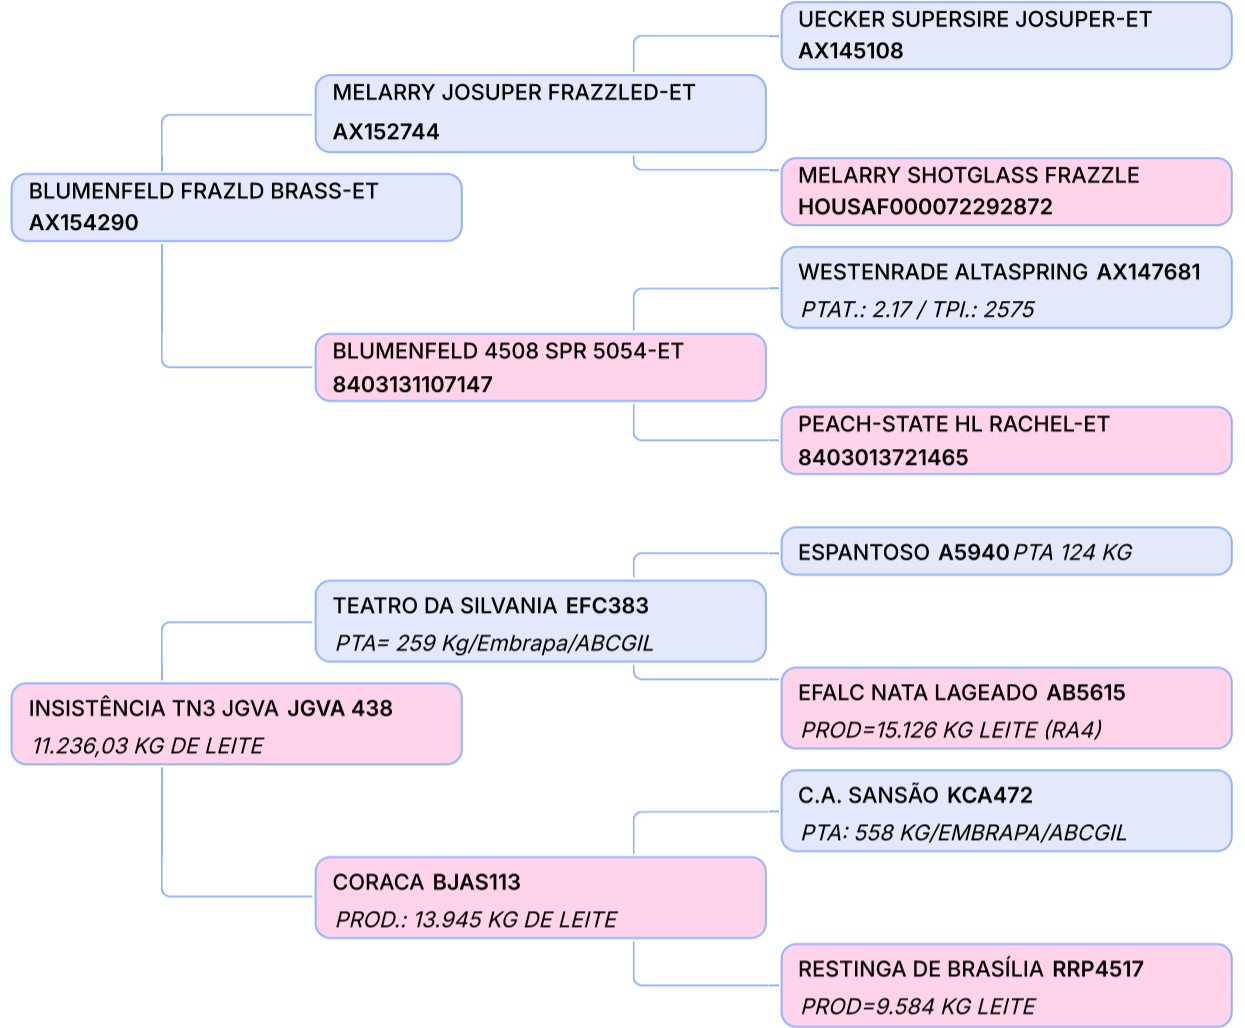 UECKER SUPERSIRE JOSUPER-ET
AX145108
MELARRY JOSUPER FRAZZLED-ET
AX152744
MELARRY SHOTGLASS FRAZZLE
HOUSAF000072292872
BLUMENFELD FRAZLD BRASS-ET
AX154290
WESTENRADE ALTASPRING AX147681
PTAT.: 2.17 / TPI.: 2575
BLUMENFELD 4508 SPR 5054-ET
8403131107147
PEACH-STATE HL RACHEL-ET
8403013721465
ESPANTOSO A5940 PTA 124 KG
TEATRO DA SILVANIA EFC383
PTA= 259 Kg/Embrapa/ABCGIL
EFALC NATA LAGEADO AB5615
PROD=15.126 KG LEITE (RA4)
INSISTÊNCIA TN3 JGVA JGVA 438
11.236,03 KG DE LEITE
C.A. SANSÃO KCA472
PTA: 558 KG/EMBRAPA/ABCGIL
CORACA BJAS113
PROD.: 13.945 KG DE LEITE
RESTINGA DE BRASÍLIA RRP4517
PROD=9.584 KG LEITE